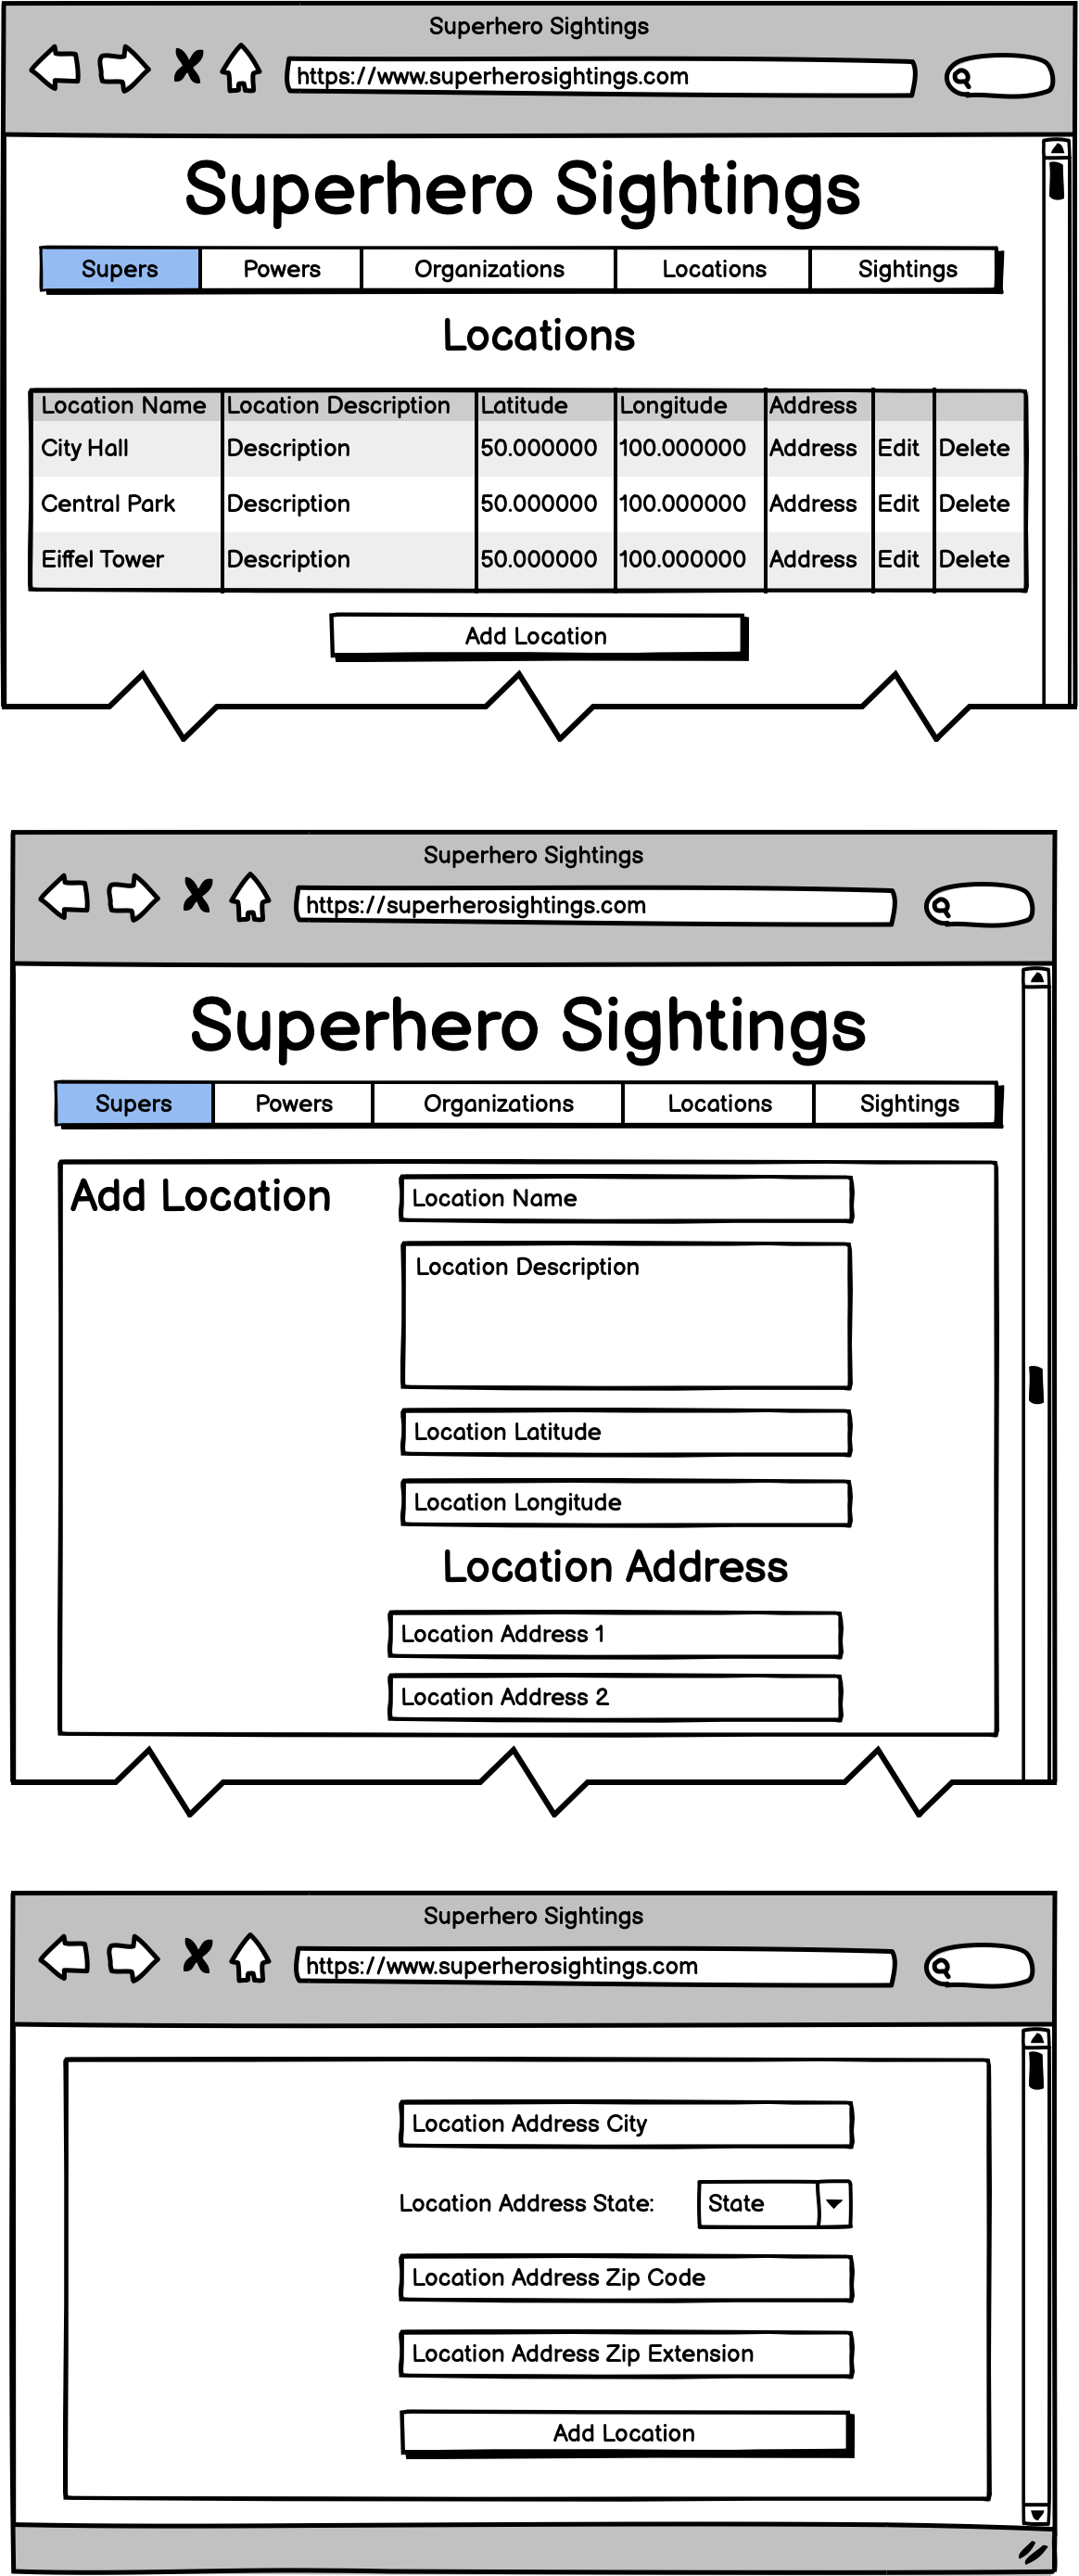 Superhero Sightings
https://www.superherosightings.com
Superhero Sightings
Supers Powers Organizations Locations Sightings
Locations
Location Name Location Description Latitude Longitude Address
City Hall Description 50.000000 100.000000 Address Edit Delete
Central Park Description 50.000000 100.000000 Address Edit Delete
Eiffel Tower Description 50.000000 100.000000 Address Edit Delete
Add Location
Superhero Sightings
https://superherosightings.com
Superhero Sightings
Supers Powers Organizations Locations Sightings
Add Location
Location Name
Location Description
Location Latitude
Location Longitude
Location Address
Location Address 1
Location Address 2
Superhero Sightings
https://www.superherosightings.com
Location Address City
Location Address State: State
Location Address Zip Code
Location Address Zip Extension
Add Location